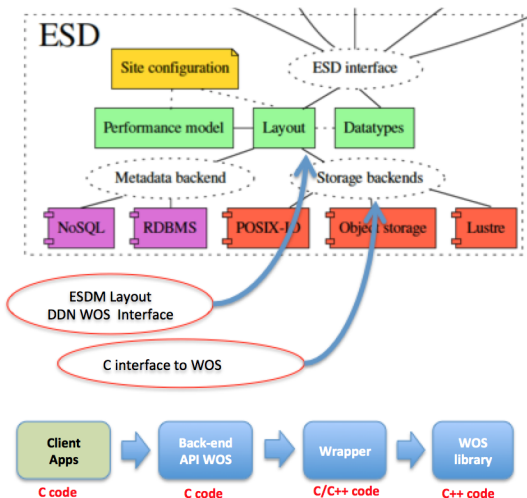 ESD
Site configuration
ESD interface
Performance model
Layout
Datatypes
Metadata backend
Storage backends
NoSQL
RDBMS
POSIX-IO
Object storage
Lustre
ESDM Layout
DDN WOS Interface
C interface to WOS
Client
Apps
Back-end
API WOS
Wrapper
WOS
library
C code
C code
C/C++ code
C++ code